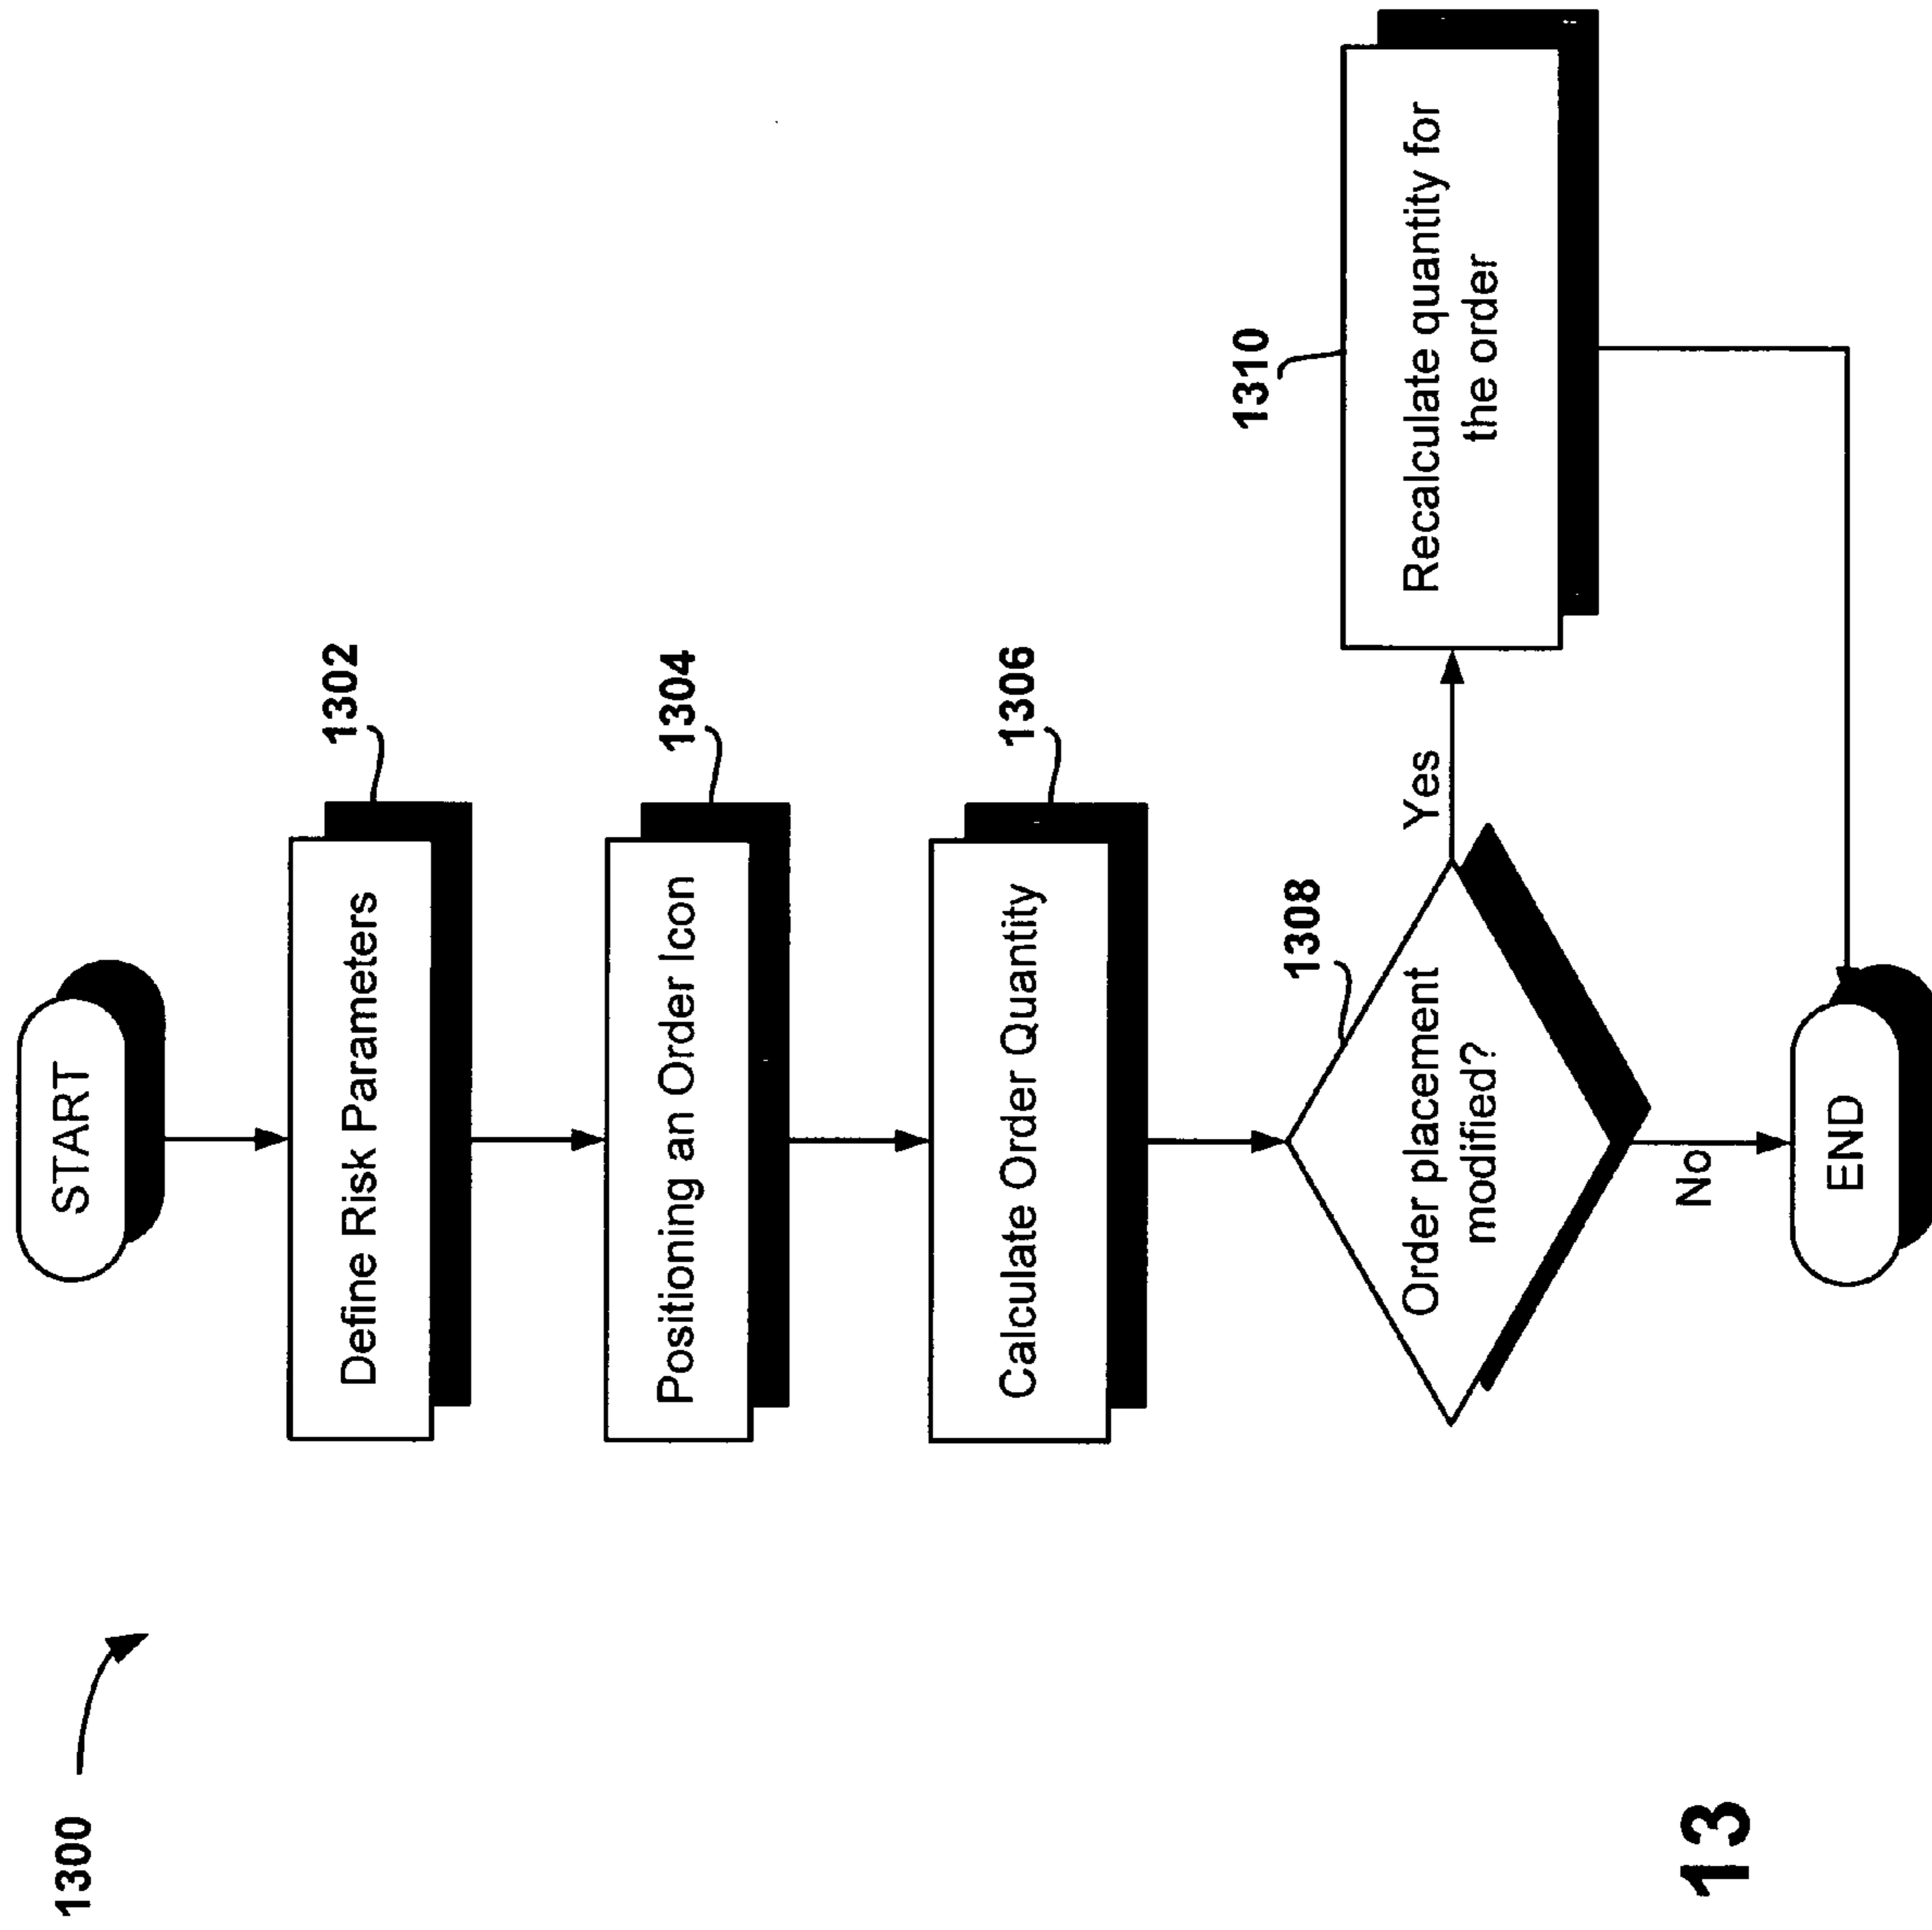 1300
START
1302
Define Risk Parameters
1304
Positioning an Order Icon
1306
Calculate Order Quantity
1308
Order placement
modified?
Yes
1310
Recalculate quantity for
the order
No
END
13